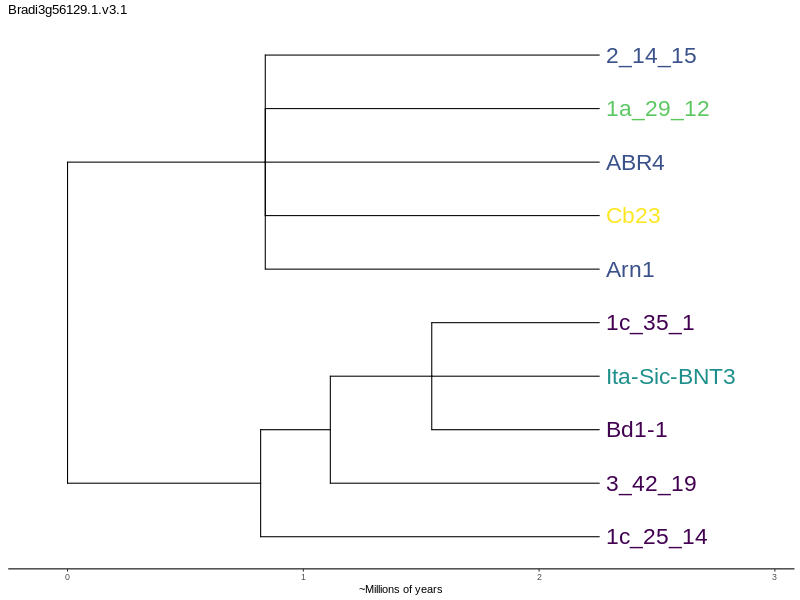 Bradi3g56129.1.v3.1
2_14_15
1a_29_12
ABR4
Cb23
Arn1
1c_35_1
Ita-Sic-BNT3
Bd1-1
3_42_19
1c_25_14
0 1 2 3
~Millions of years